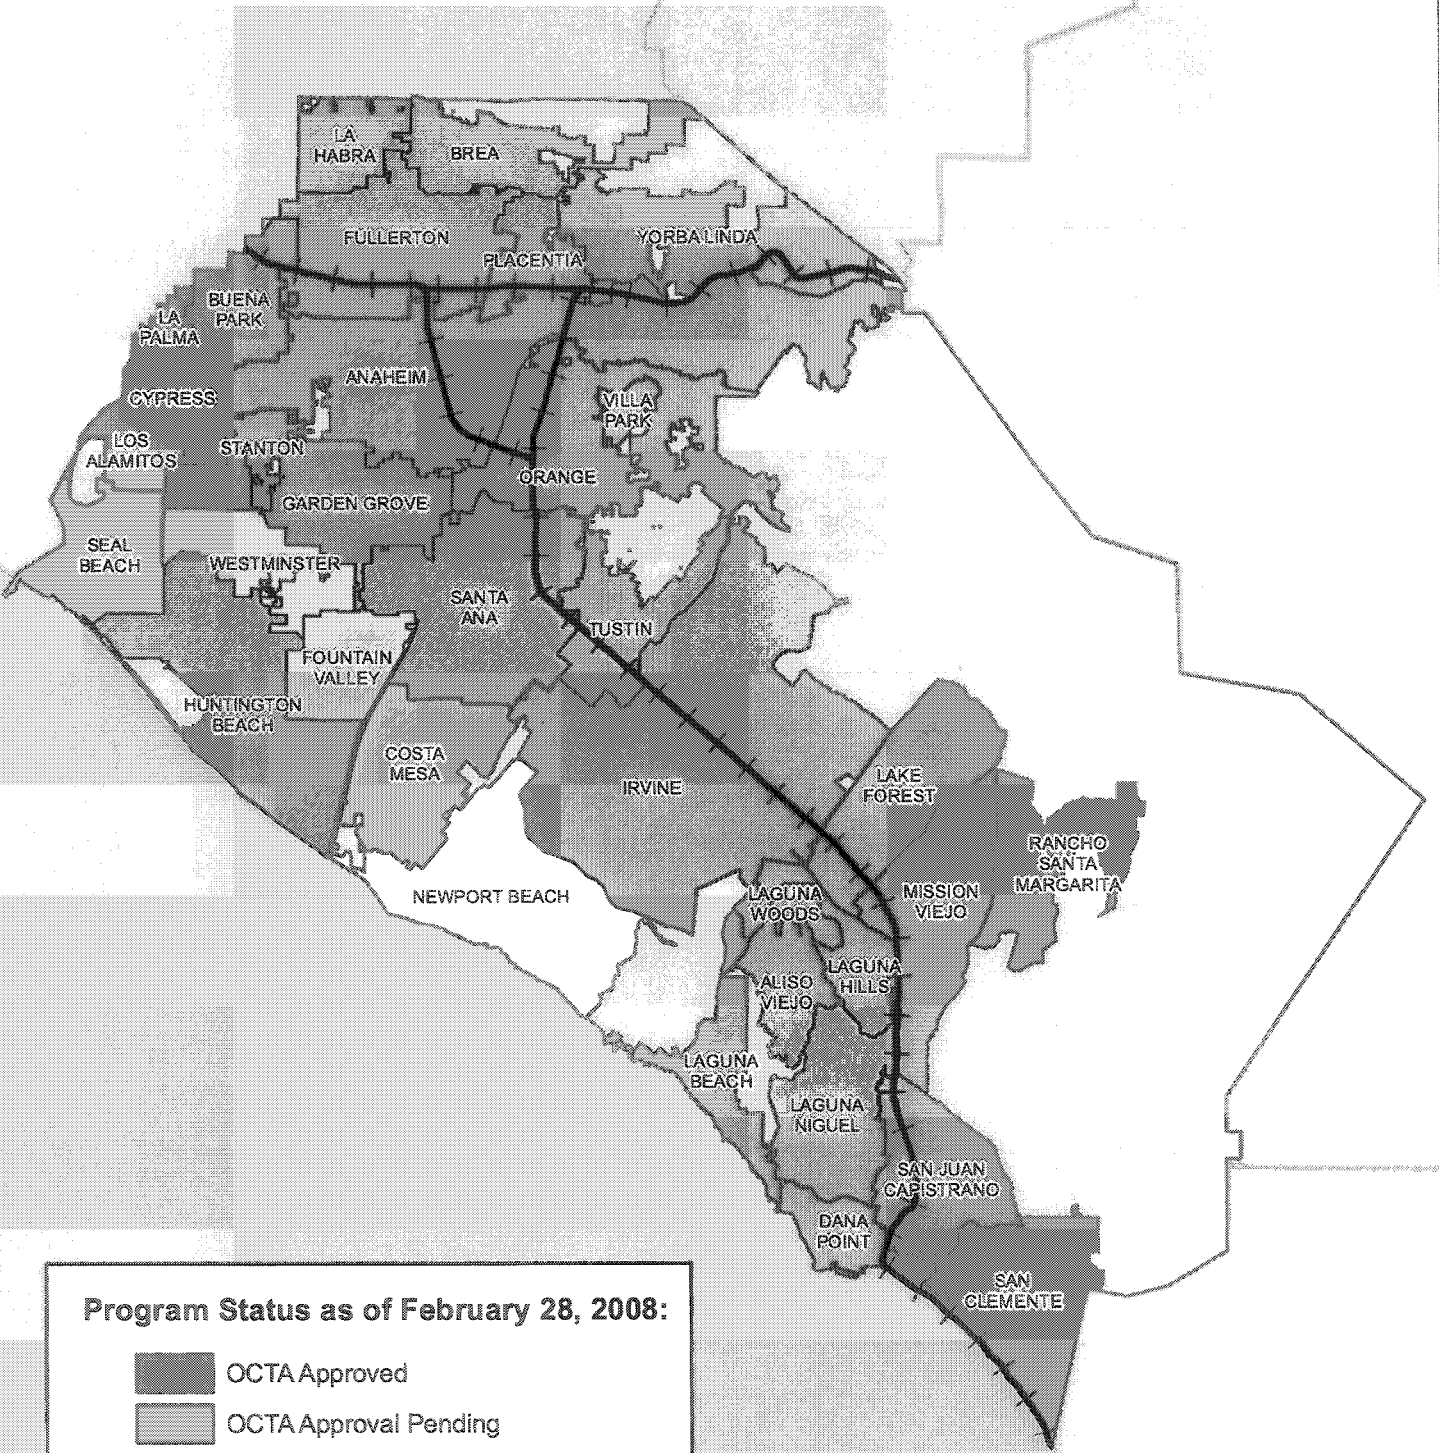 LA
HABRA
BREA
FULLERTON
PLACENTIA
YORBA LINDA
BUENA
PARK
LA
PALMA
ANAHEIM
CYPRESS
VILLA
PARK
LOS
ALAMITOS
STANTON
ORANGE
GARDEN GROVE
SEAL
BEACH
WESTMINSTER
SANTA
ANA
TUSTIN
FOUNTAIN
VALLEY
HUNTINGTON
BEACH
COSTA
MESA
IRVINE
LAKE
FOREST
RANCHO
SANTA
MARGARITA
NEWPORT BEACH
LAGUNA
WOODS
MISSION
VIEJO
ALISO
VIEJO
LAGUNA
HILLS
LAGUNA
BEACH
LAGUNA
NIGUEL
SAN JUAN
CAPISTRANO
DANA
POINT
SAN
CLEMENTE
Program Status as of February 28, 2008:
OCTA Approved
OCTA Approval Pending